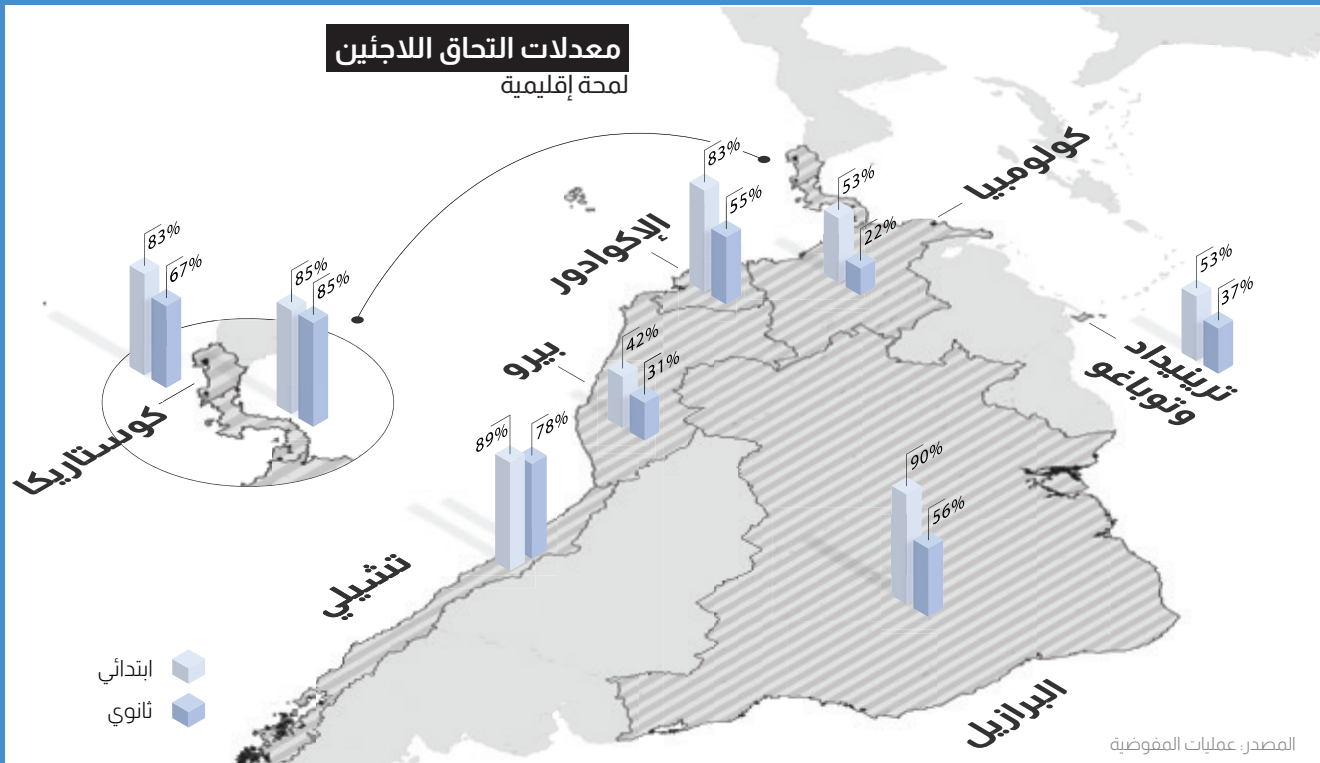 معدلات التحاق اللاجئين
لمحة إقليمية
كولومبيا
53%
22%
الإكوادور
83%
55%
ترينيداد
وتوباغو
53%
37%
بيرو
42%
31%
كوستاريكا
83%
67%
85%
85%
تشيلي
89%
78%
البرازيل
90%
56%
ابتدائي
ثانوي
المصدر: عمليات المفوضية